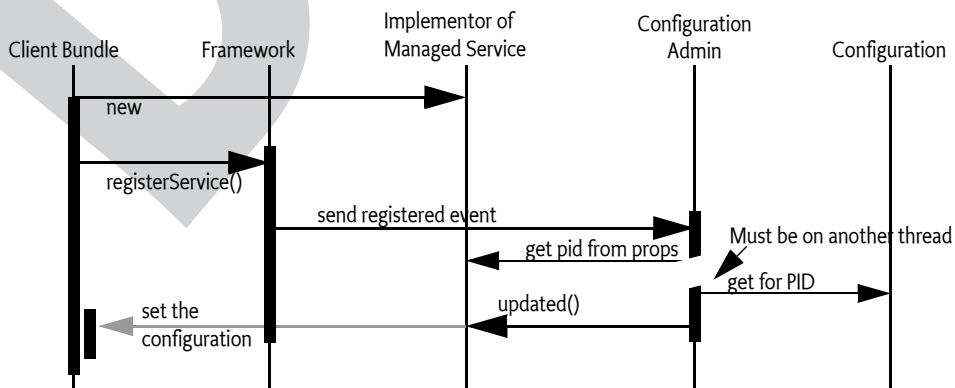 Implementor of
Managed Service
Configuration
Admin
Client Bundle
Framework
Configuration
new
registerService()
send registered event
Must be on another thread
get pid from props
get for PID
updated()
set the
configuration